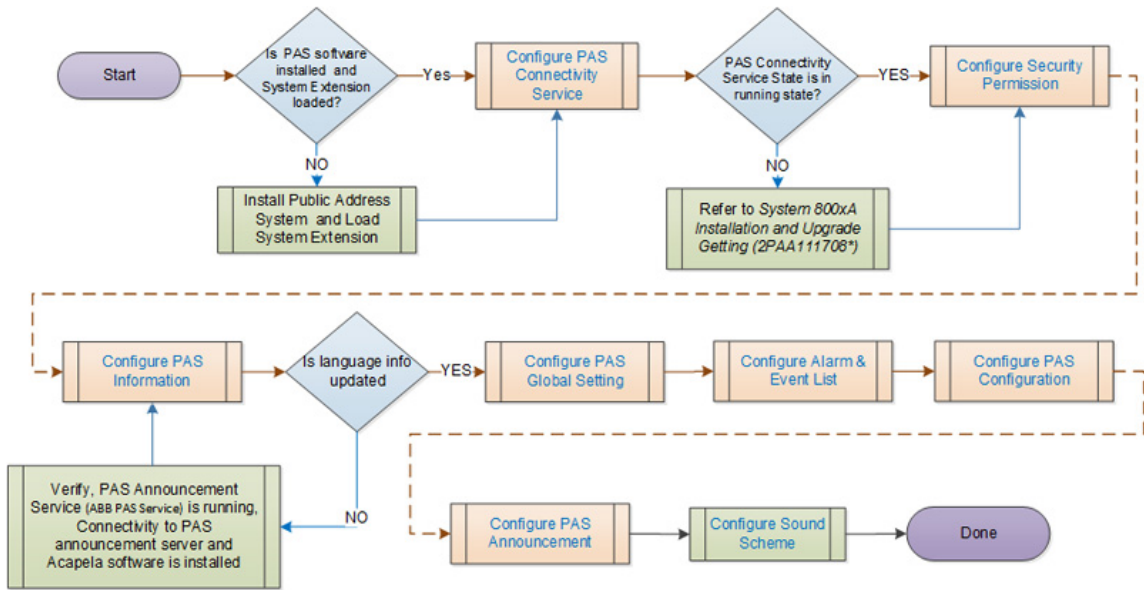 Start
Is PAS software
installed and
System Extension
loaded?
Yes
Configure PAS
Connectivity
Service
PAS Connectivity
Service State is in
running state?
YES
Configure Security
Permission
NO
Install Public Address
System and Load
System Extension
NO
Refer to System 800xA
Installation and Upgrade
Getting (2PAA111708*)
Configure PAS
Information
Is language info
updated
YES
Configure PAS
Global Setting
Configure Alarm &
Event List
Configure PAS
Configuration
NO
Verify, PAS Announcement
Service (ABB PAS Service) is running,
Connectivity to PAS
announcement server and
Acapela software is installed
Configure PAS
Announcement
Configure Sound
Scheme
Done